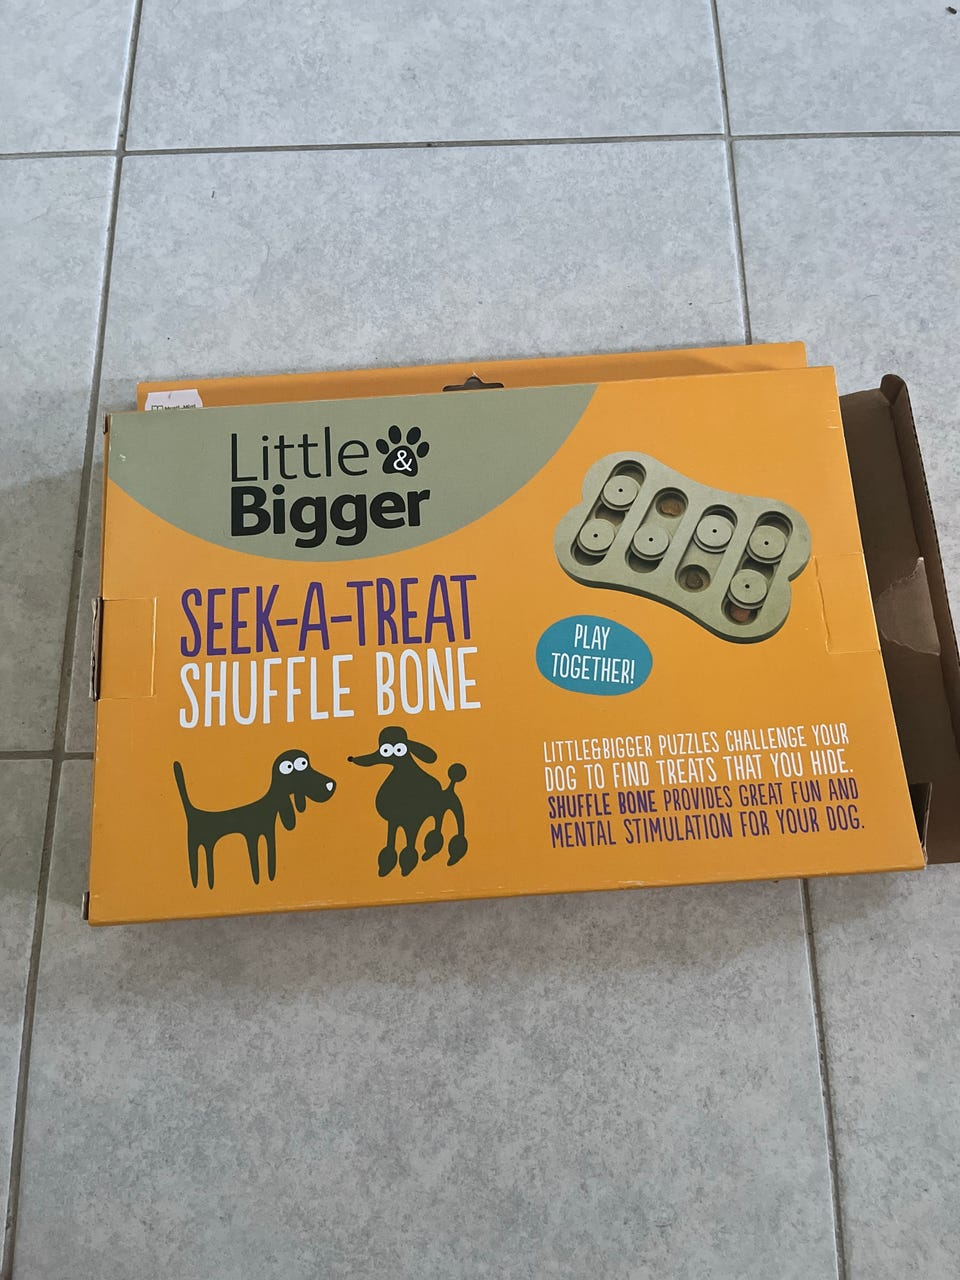 Little &
Bigger
SEEK-A-TREAT
SHUFFLE BONE
PLAY
TOGETHER!
LITTLE&BIGGER PUZZLES CHALLENGE YOUR
DOG TO FIND TREATS THAT YOU HIDE.
SHUFFLE BONE PROVIDES GREAT FUN AND
MENTAL STIMULATION FOR YOUR DOG.